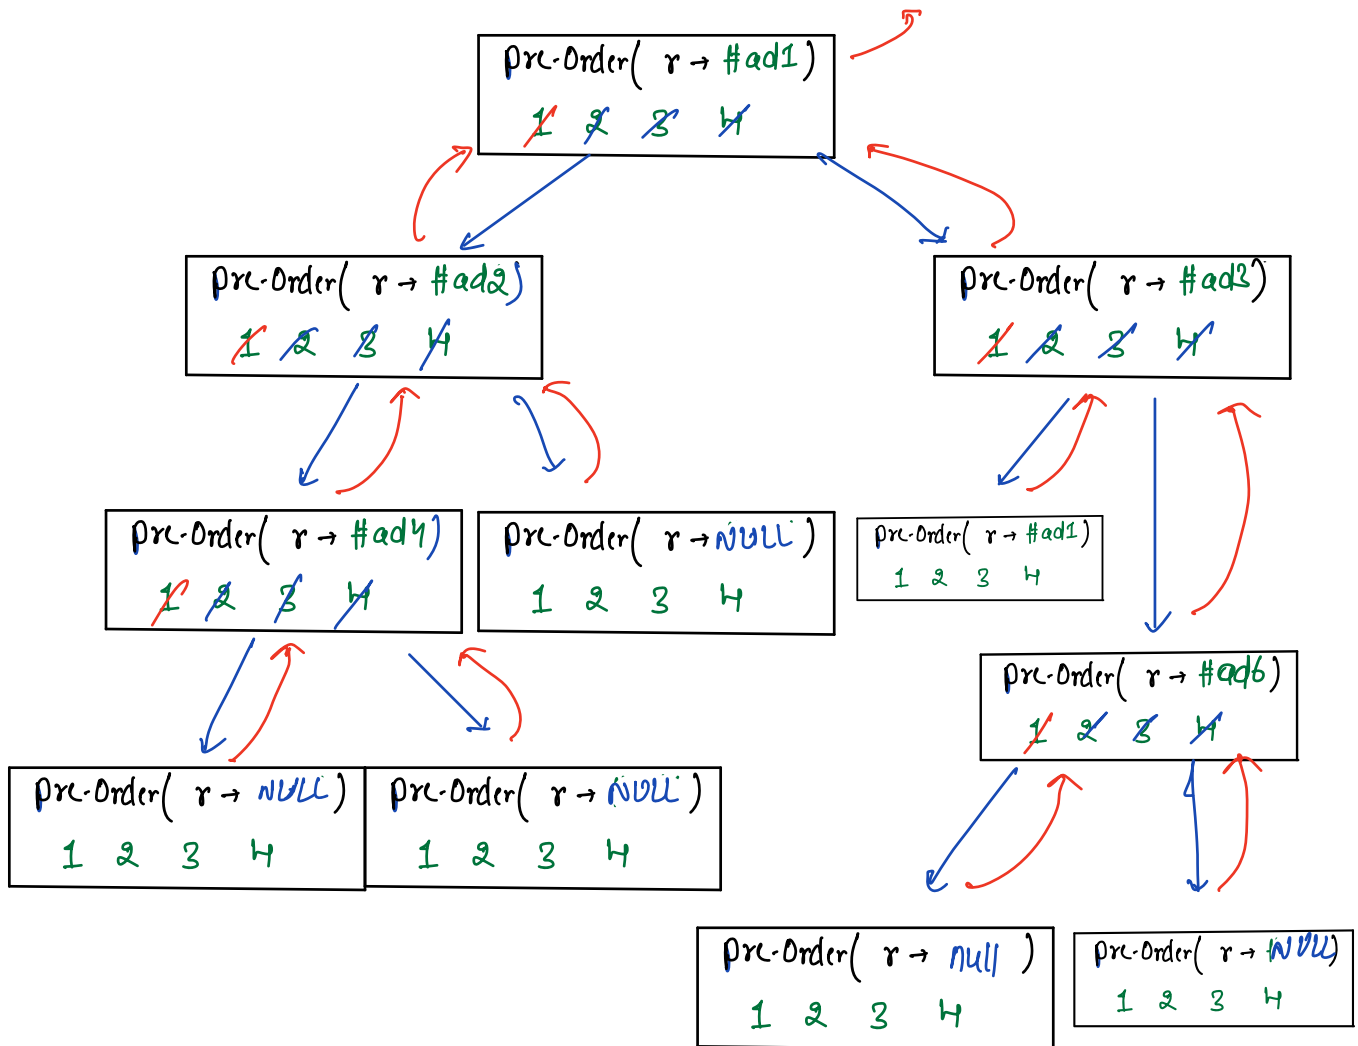 pre-Order( r → #ad1 )
1 2 3 4
pre-Order( r → #ad2 )
1 2 3 4
pre-Order( r → #ad3 )
1 2 3 4
pre-Order( r → #ad4 )
1 2 3 4
pre-Order( r → NULL )
1 2 3 4
pre-Order( r → #ad1 )
1 2 3 4
pre-Order( r → #ad6 )
1 2 3 4
pre-Order( r → NULL )
1 2 3 4
pre-Order( r → NULL )
1 2 3 4
pre-Order( r → null )
1 2 3 4
pre-Order( r → NULL )
1 2 3 4